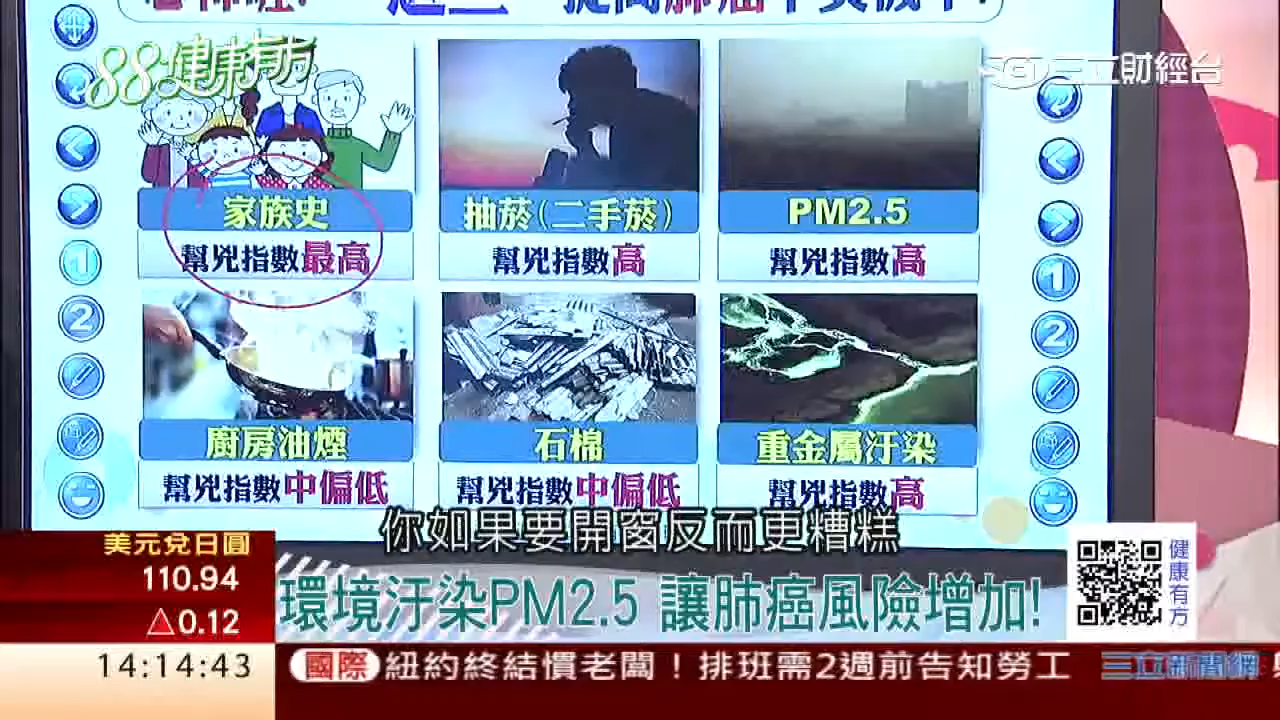 88健康有方
三立財經台
家族史
抽菸(二手菸)
PM2.5
幫兇指數最高
幫兇指數高
幫兇指數高
廚房油煙
石棉
重金屬汙染
幫兇指數中偏低
幫兇指數中偏低
幫兇指數高
1
2
1
2
你如果要開窗反而更糟糕
美元兌日圓
110.94
△0.12
環境汙染PM2.5 讓肺癌風險增加!
健康有方
14:14:43
國際 紐約終結慣老闆!排班需2週前告知勞工
三立新聞網